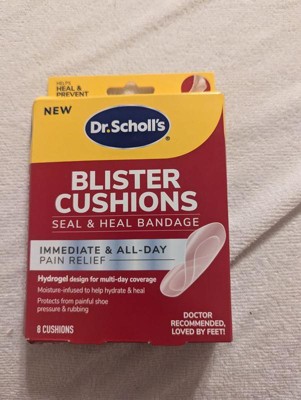 HELPS
HEAL &
PREVENT
NEW
Dr. Scholl's
BLISTER
CUSHIONS
SEAL & HEAL BANDAGE
IMMEDIATE & ALL-DAY
PAIN RELIEF
Hydrogel design for multi-day coverage
Moisture-infused to help hydrate & heal
Protects from painful shoe
pressure & rubbing
DOCTOR
RECOMMENDED,
LOVED BY FEET!
8 CUSHIONS